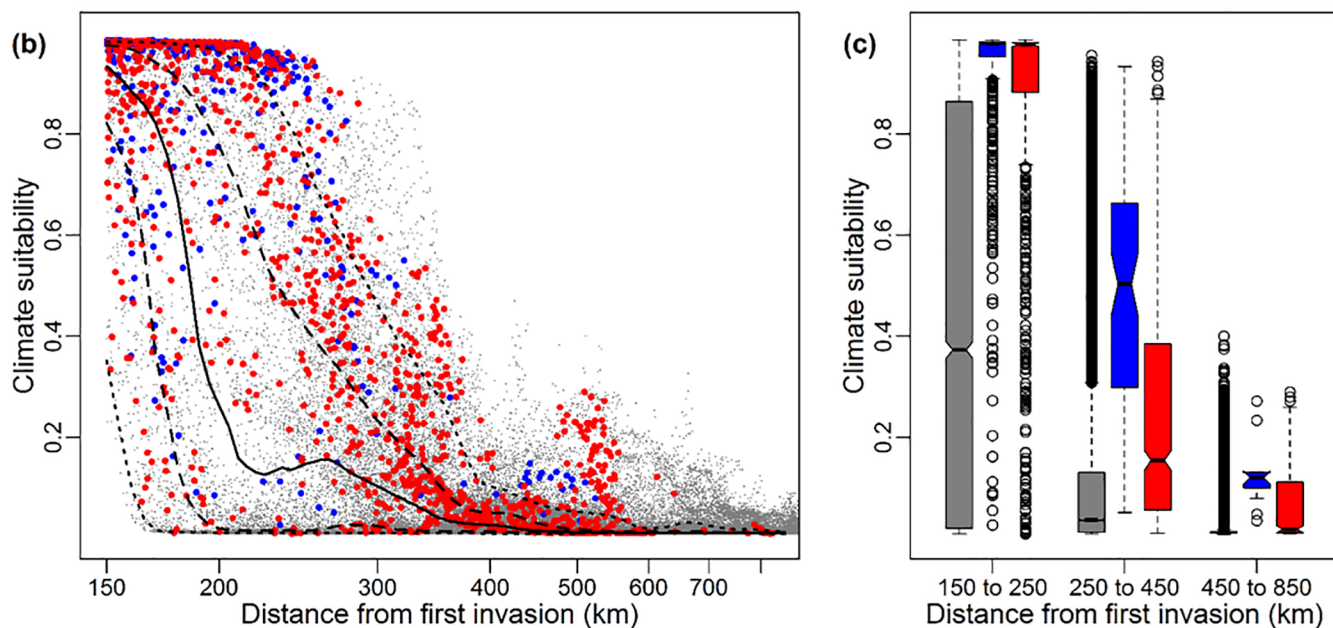 (b)
Climate suitability
0.8
0.6
0.4
0.2
150 200 300 400 500 600 700
Distance from first invasion (km)
(c)
Climate suitability
0.8
0.6
0.4
0.2
150 to 250 250 to 450 450 to 850
Distance from first invasion (km)